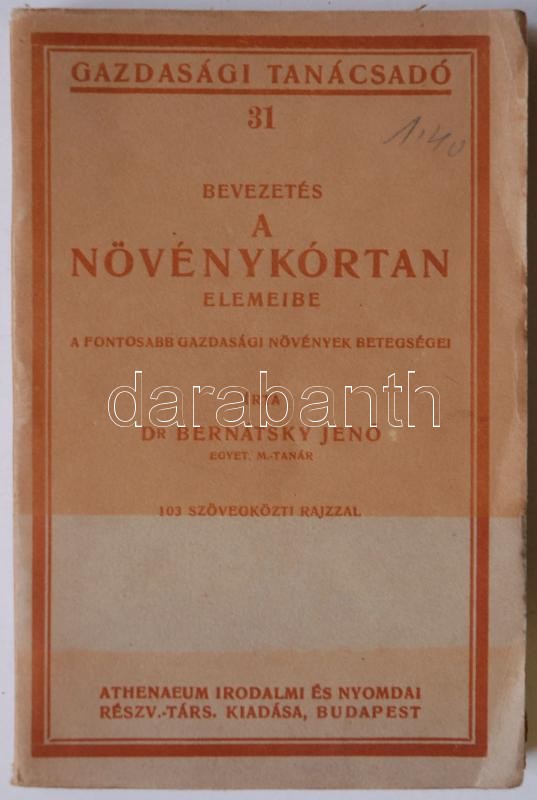 GAZDASÁGI TANÁCSADÓ
31
1.40
BEVEZETÉS
A
NÖVÉNYKÓRTAN
ELEMEIBE
A FONTOSABB GAZDASÁGI NÖVÉNYEK BETEGSÉGEI
darabanth
ÍRTA
DR BERNÁTSKY JENŐ
EGYET. M.-TANÁR
103 SZÖVEGKÖZTI RAJZZAL
ATHENAEUM IRODALMI ÉS NYOMDAI
RÉSZV.-TÁRS. KIADÁSA, BUDAPEST